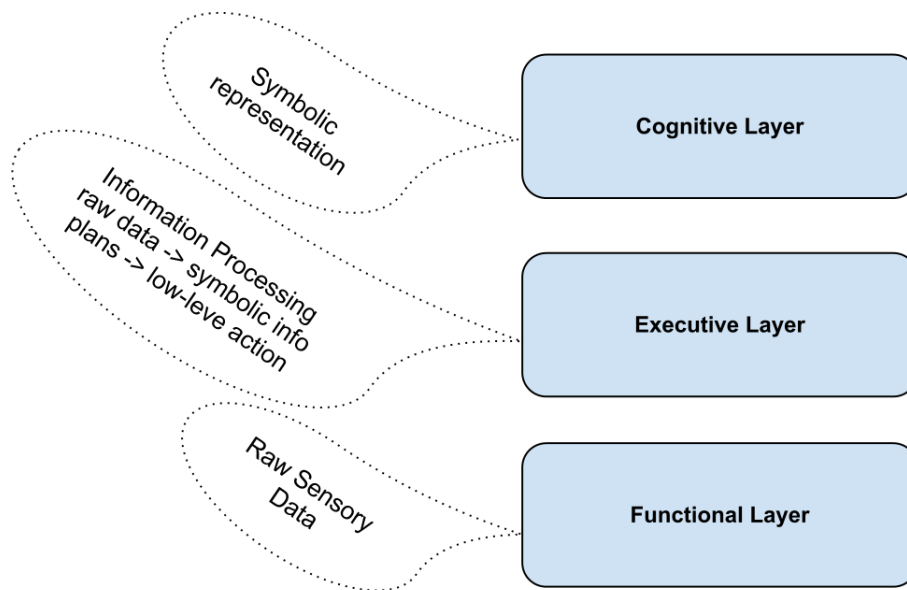 Symbolic
representation
Cognitive Layer
Information Processing
raw data -> symbolic info
plans -> low-leve action
Executive Layer
Raw Sensory
Data
Functional Layer